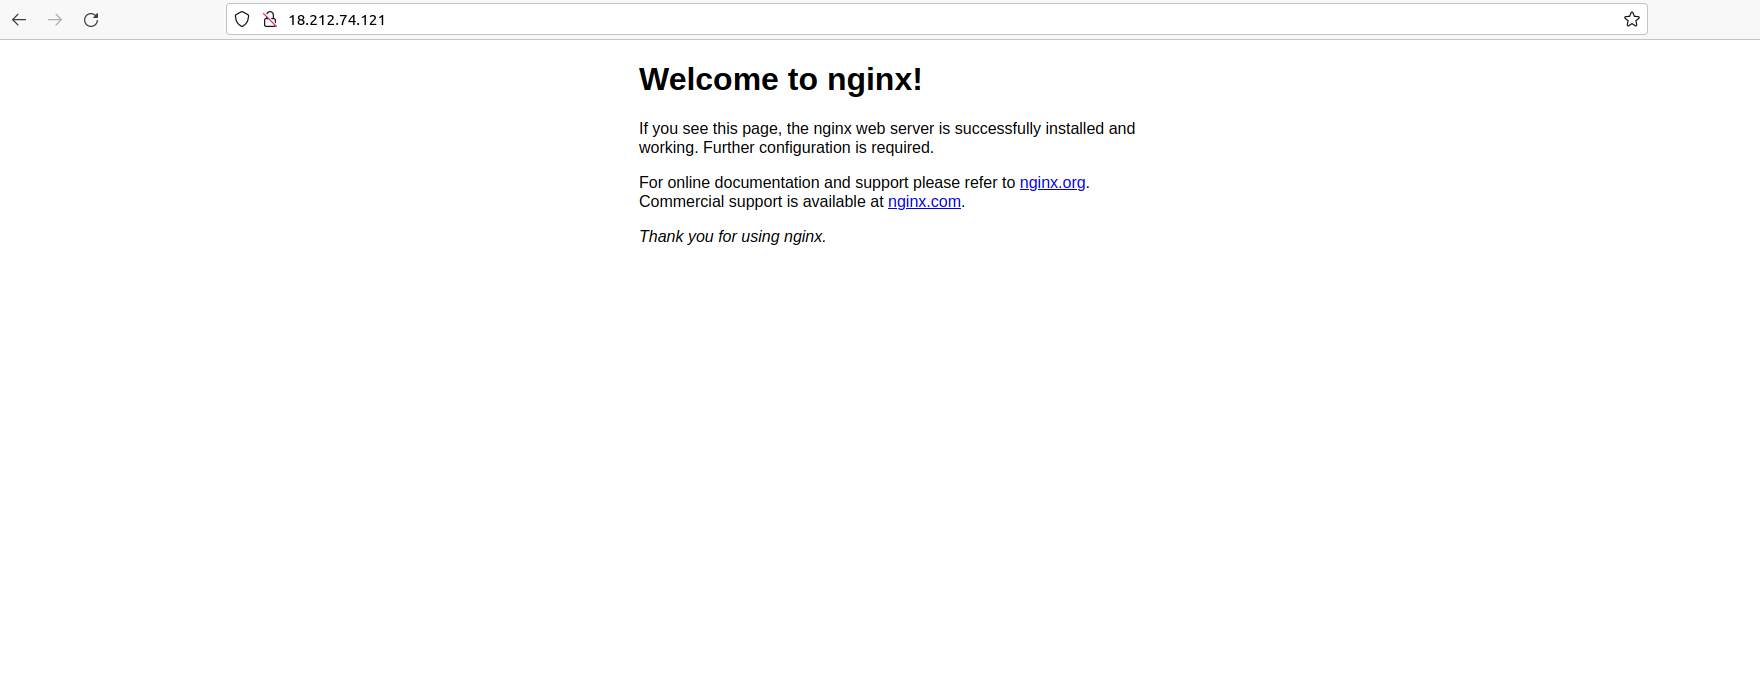 18.212.74.121
Welcome to nginx!
If you see this page, the nginx web server is successfully installed and
working. Further configuration is required.
For online documentation and support please refer to nginx.org.
Commercial support is available at nginx.com.
Thank you for using nginx.